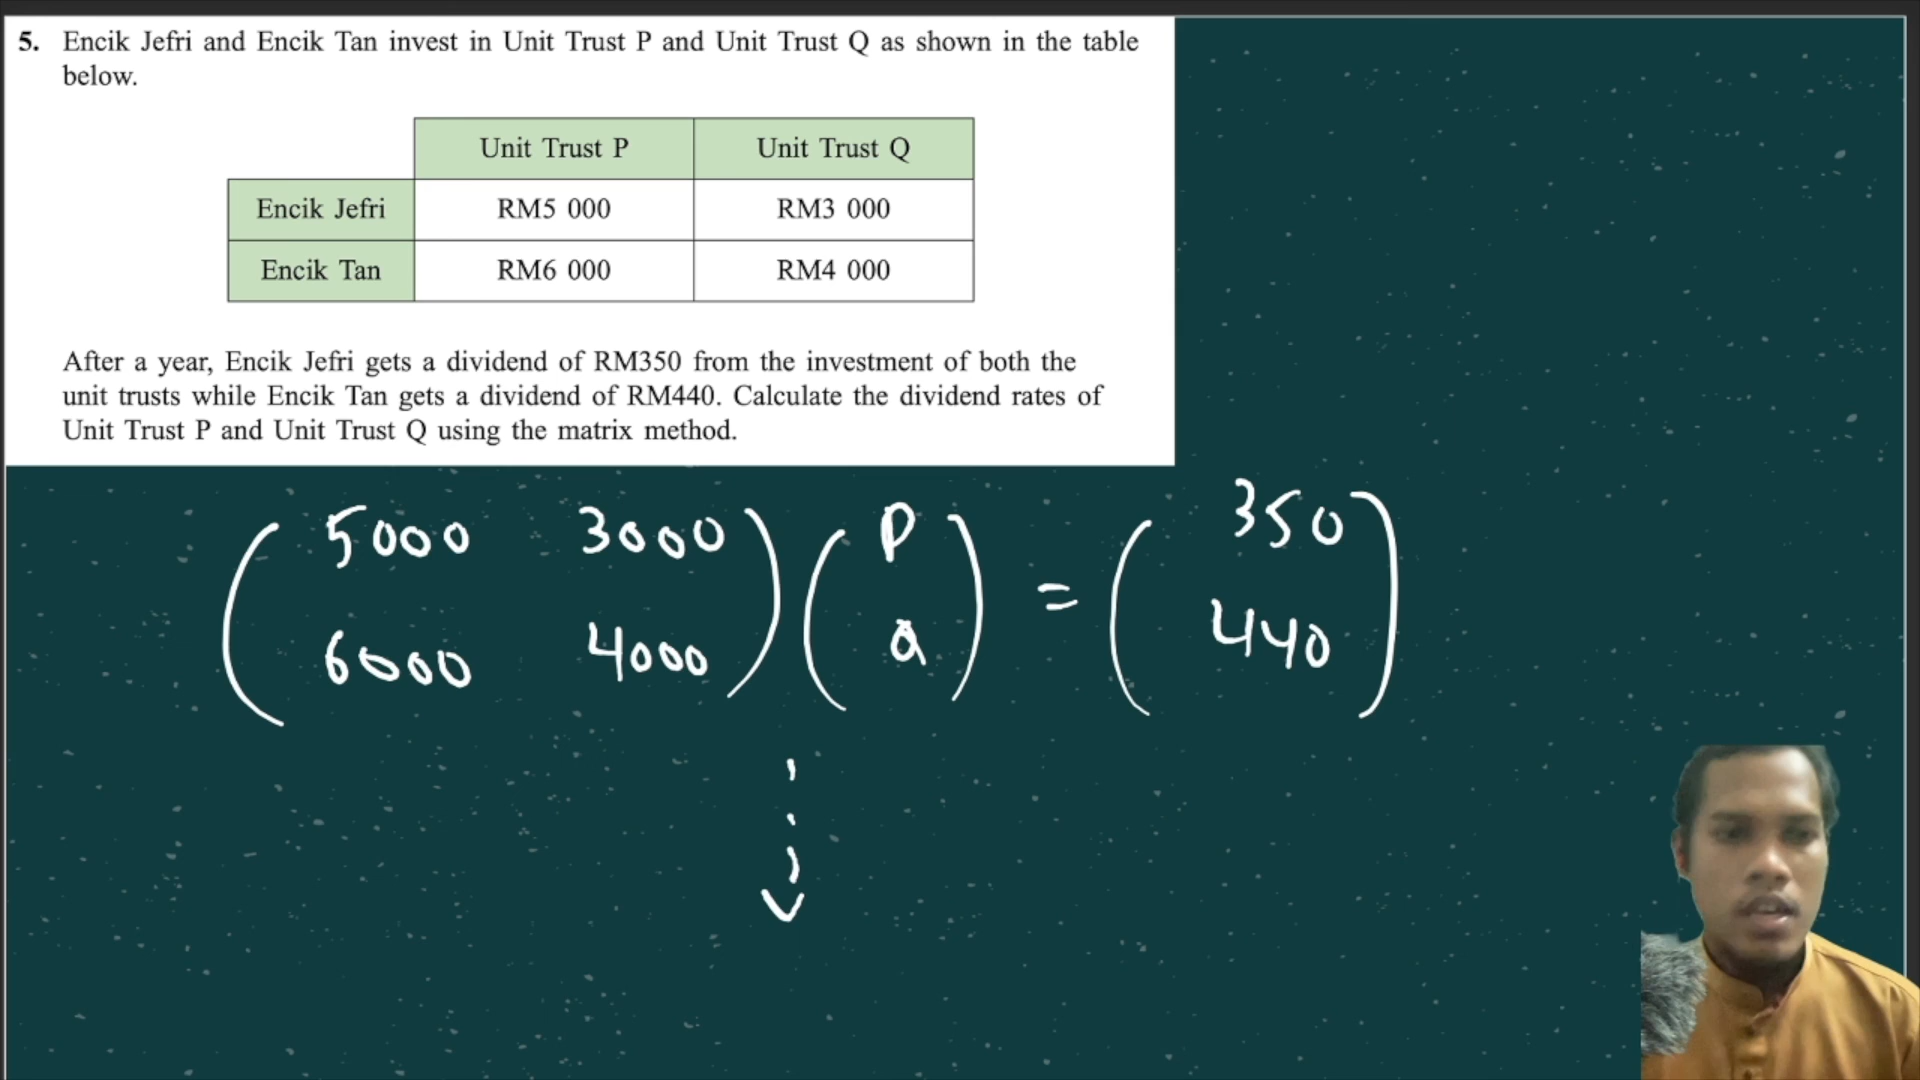 5. Encik Jefri and Encik Tan invest in Unit Trust P and Unit Trust Q as shown in the table
below.
Unit Trust P Unit Trust Q
Encik Jefri RM5 000 RM3 000
Encik Tan RM6 000 RM4 000
After a year, Encik Jefri gets a dividend of RM350 from the investment of both the
unit trusts while Encik Tan gets a dividend of RM440. Calculate the dividend rates of
Unit Trust P and Unit Trust Q using the matrix method.
( 5000 3000 ) ( P ) = ( 350 )
( 6000 4000 ) ( Q ) ( 440 )